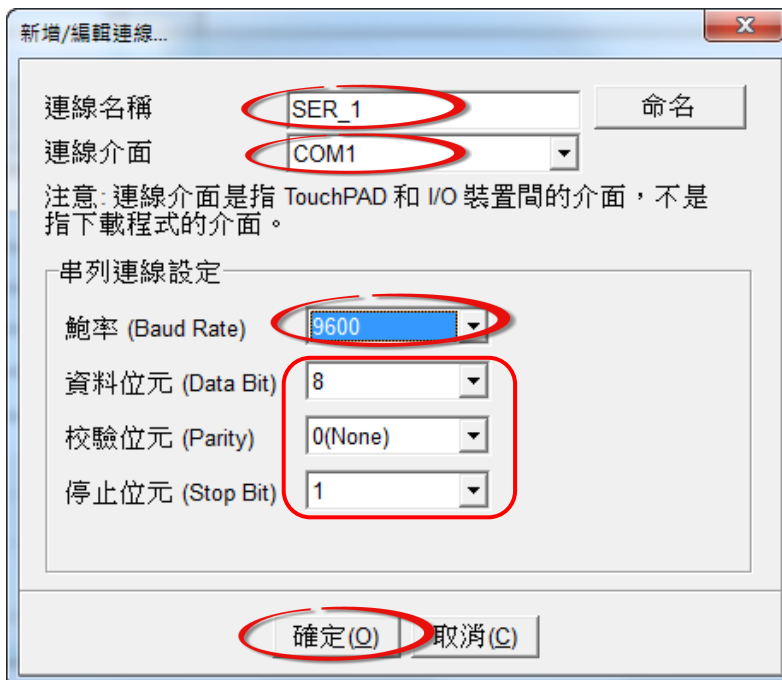 新增/編輯連線...
連線名稱 SER_1 命名
連線介面 COM1
注意: 連線介面是指 TouchPAD 和 I/O 裝置間的介面，不是
指下載程式的介面。
串列連線設定
鮑率 (Baud Rate) 9600
資料位元 (Data Bit) 8
校驗位元 (Parity) 0(None)
停止位元 (Stop Bit) 1
確定(O) 取消(C)